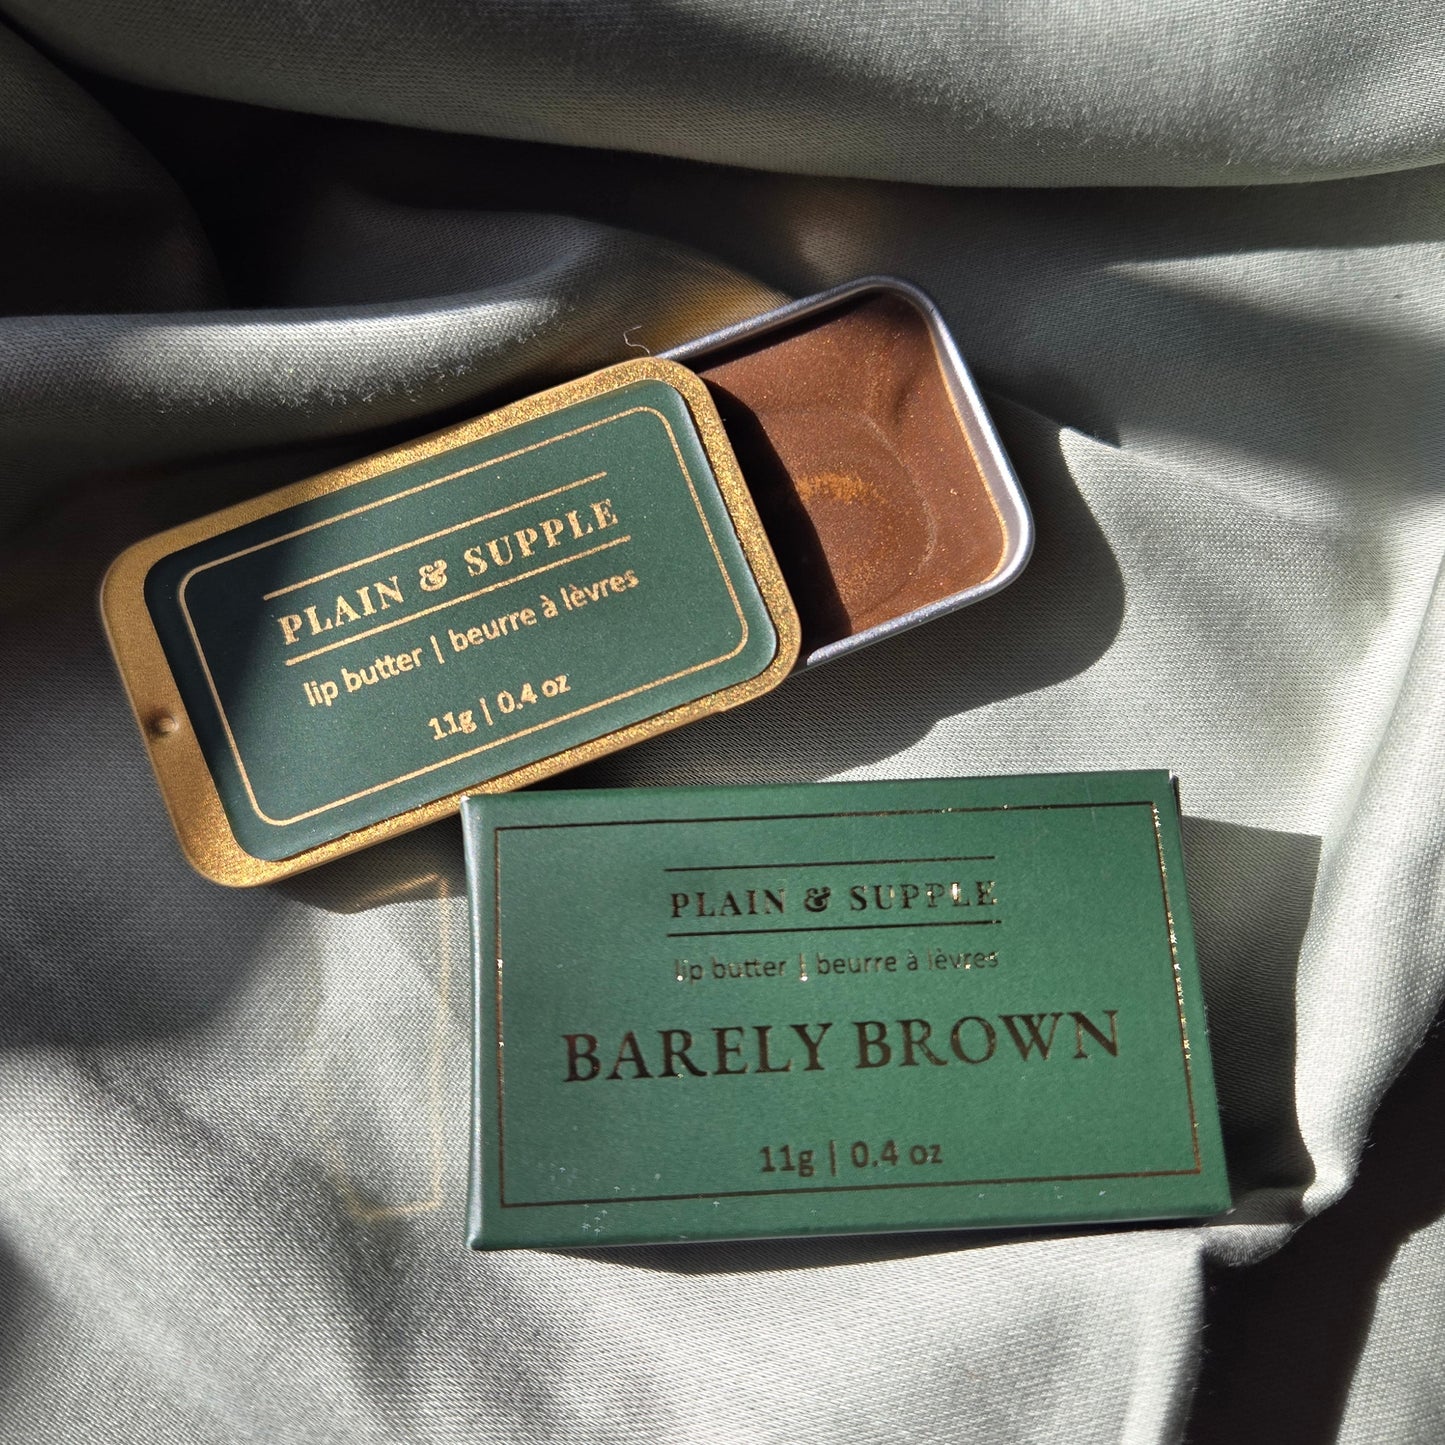 PLAIN & SUPPLE
lip butter | beurre à lèvres
11g | 0.4 oz
PLAIN & SUPPLE
lip butter | beurre à lèvres
BARELY BROWN
11g | 0.4 oz